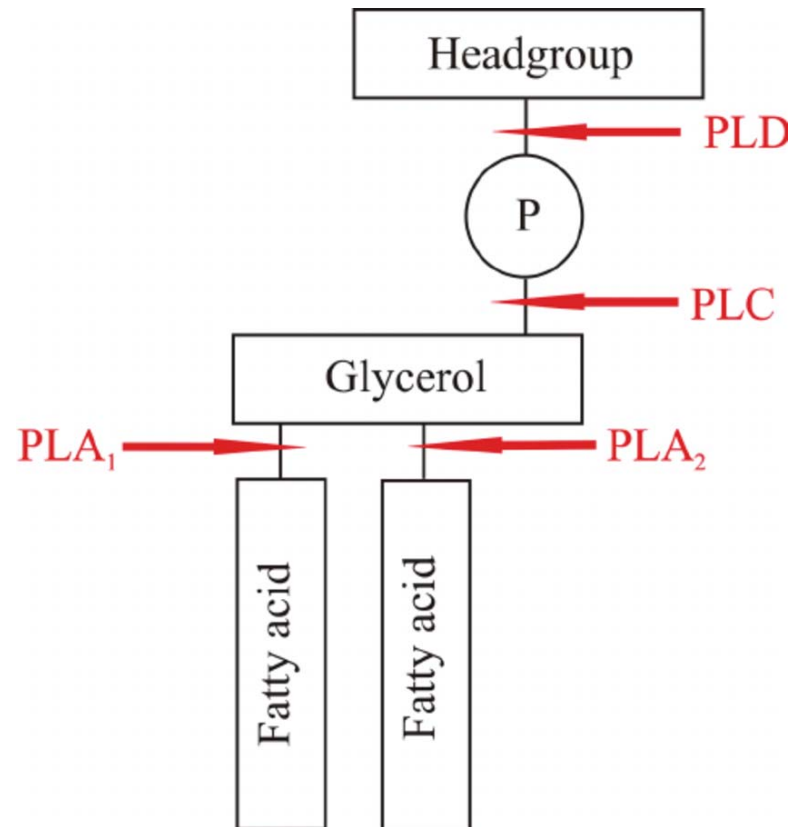 Headgroup
PLD
P
PLC
Glycerol
PLA₁
PLA₂
Fatty acid
Fatty acid